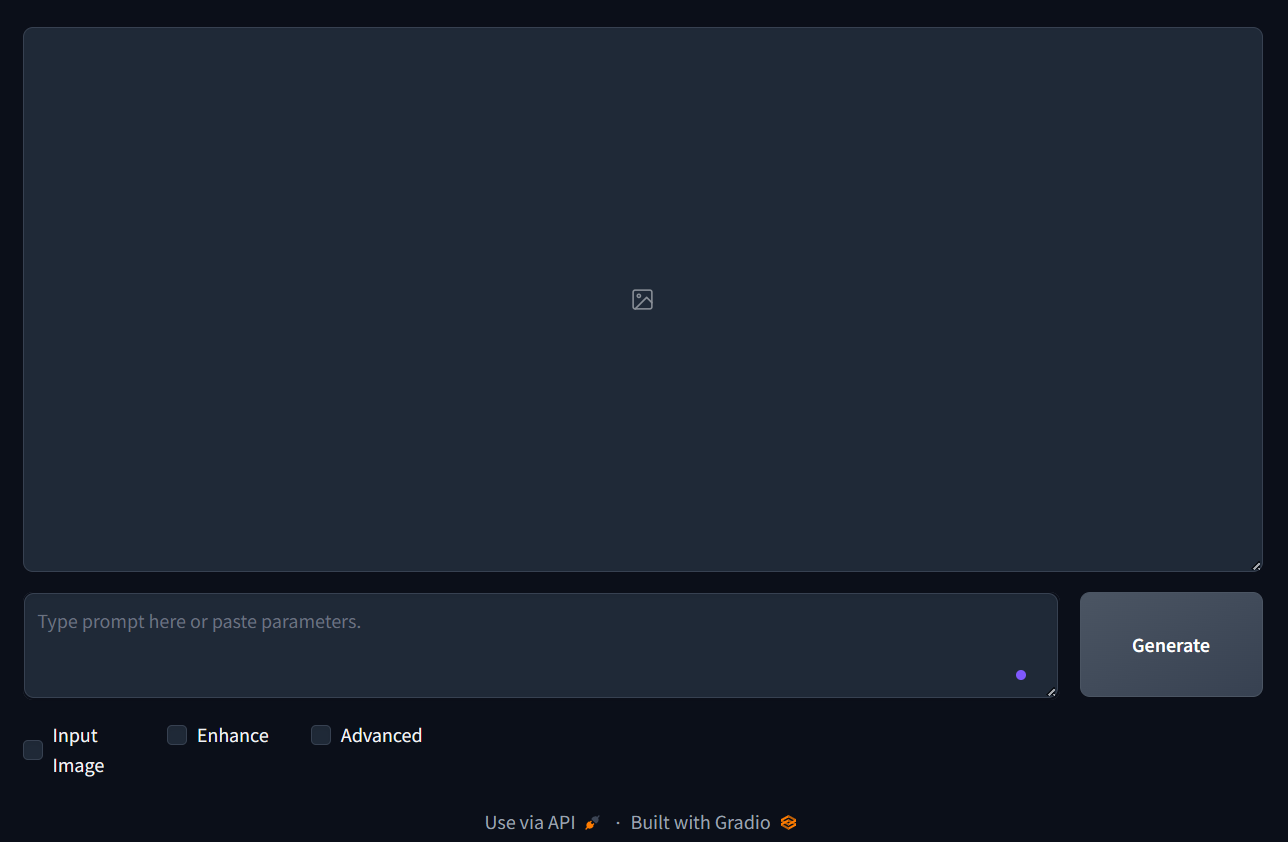 Type prompt here or paste parameters.
Generate
Input
Image
Enhance
Advanced
Use via API · Built with Gradio